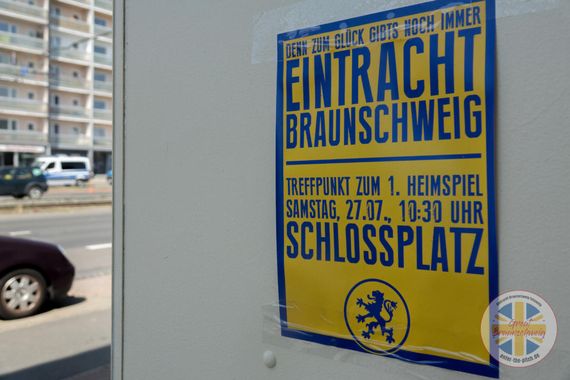 DENN ZUM GLÜCK GIBTS NOCH IMMER
EINTRACHT
BRAUNSCHWEIG
TREFFPUNKT ZUM 1. HEIMSPIEL
SAMSTAG, 27.07., 10:30 UHR
SCHLOSSPLATZ